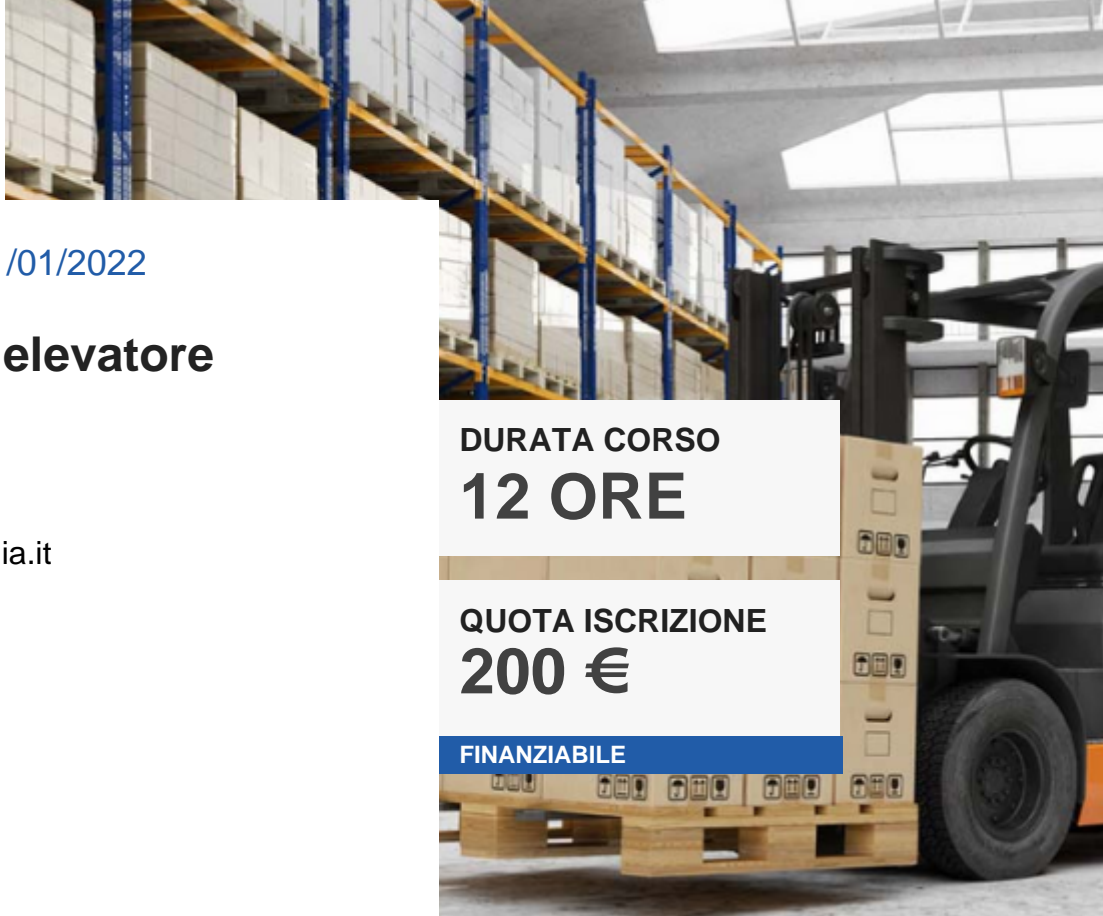 /01/2022
elevatore
ia.it
DURATA CORSO
12 ORE
QUOTA ISCRIZIONE
200 €
FINANZIABILE